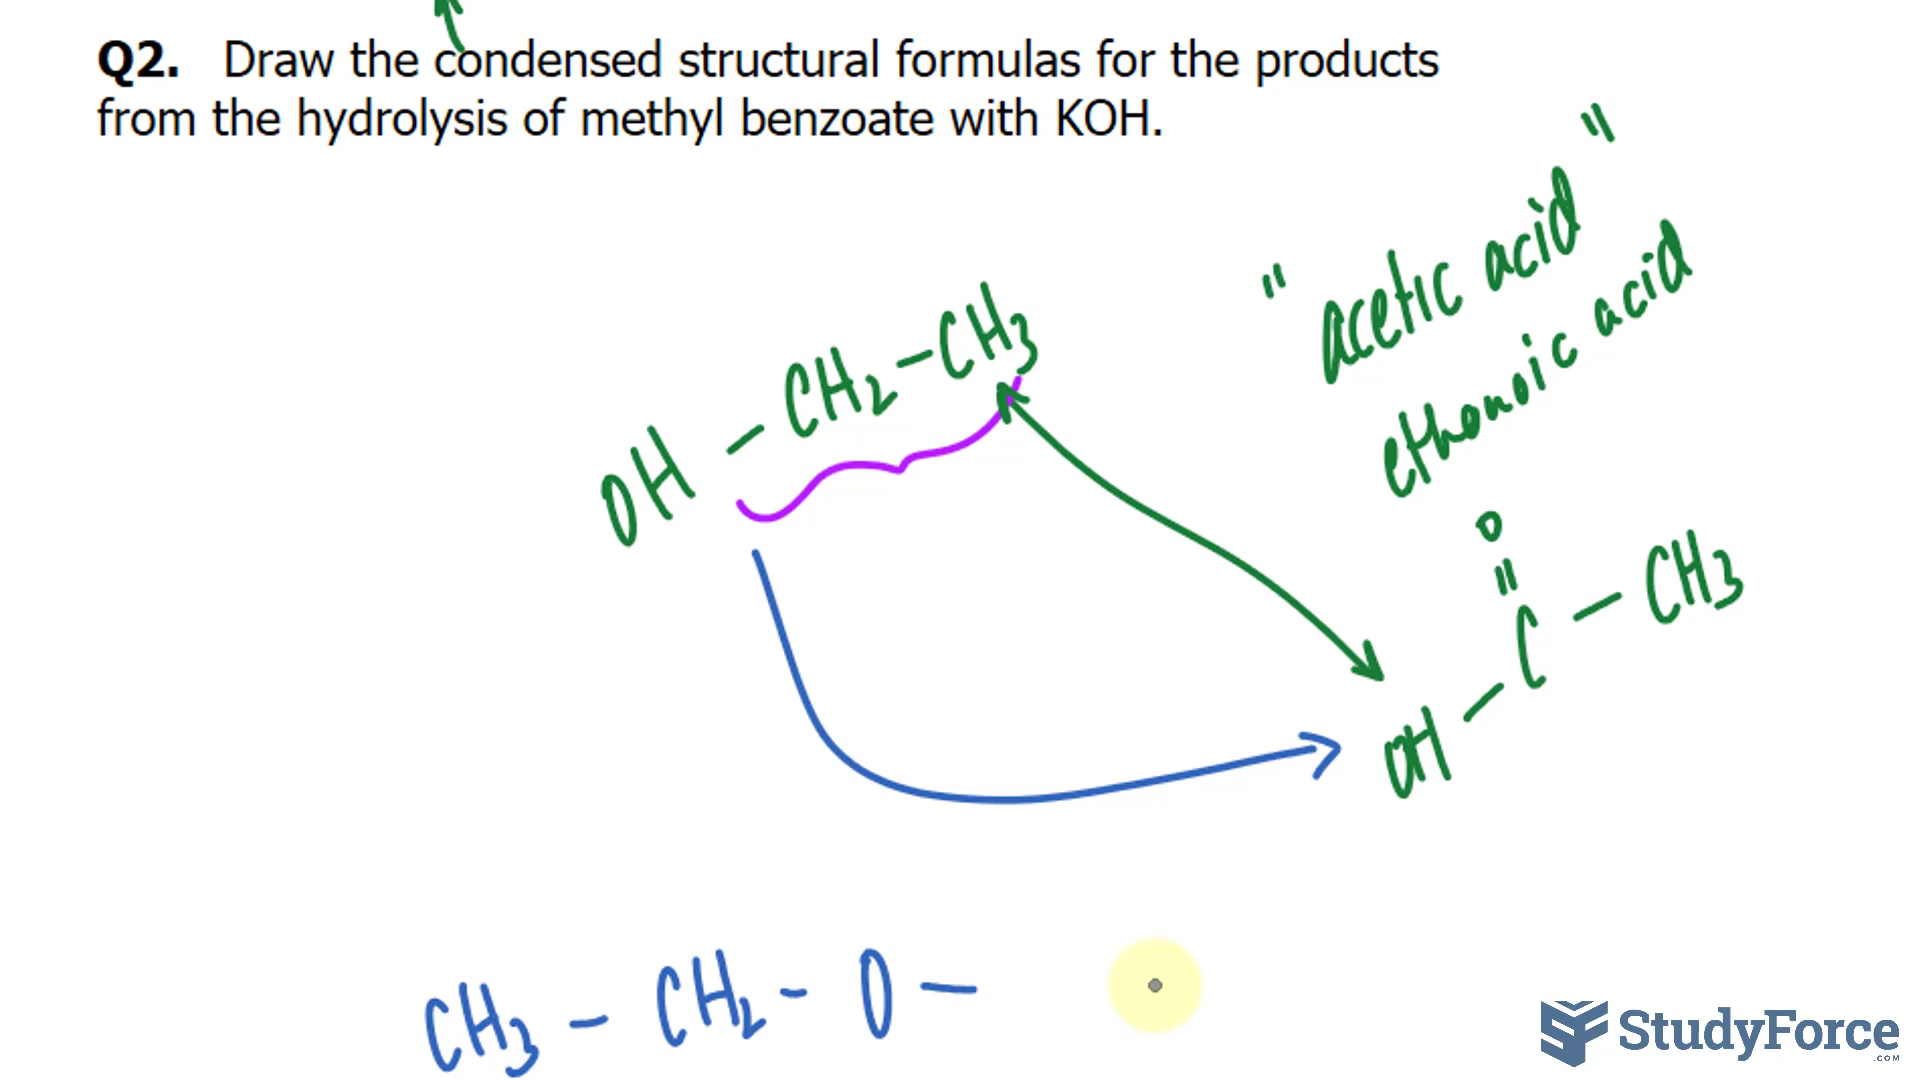 Q2. Draw the condensed structural formulas for the products
from the hydrolysis of methyl benzoate with KOH.
"acetic acid"
ethanoic acid
OH - CH2 - CH3
O
||
OH - C - CH3
CH3 - CH2 - O -
StudyForce
.COM